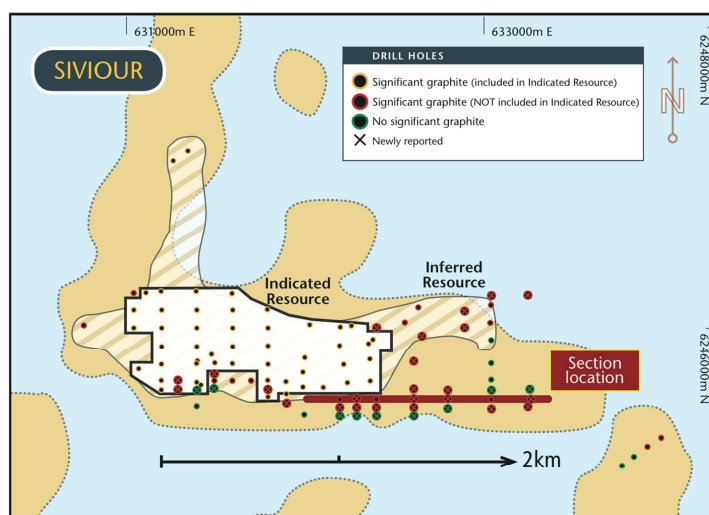 631000m E
633000m E
6248000m N
SIVIOUR
DRILL HOLES
Significant graphite (included in Indicated Resource)
Significant graphite (NOT included in Indicated Resource)
No significant graphite
Newly reported
N
Indicated
Resource
Inferred
Resource
6246000m N
Section
location
2km